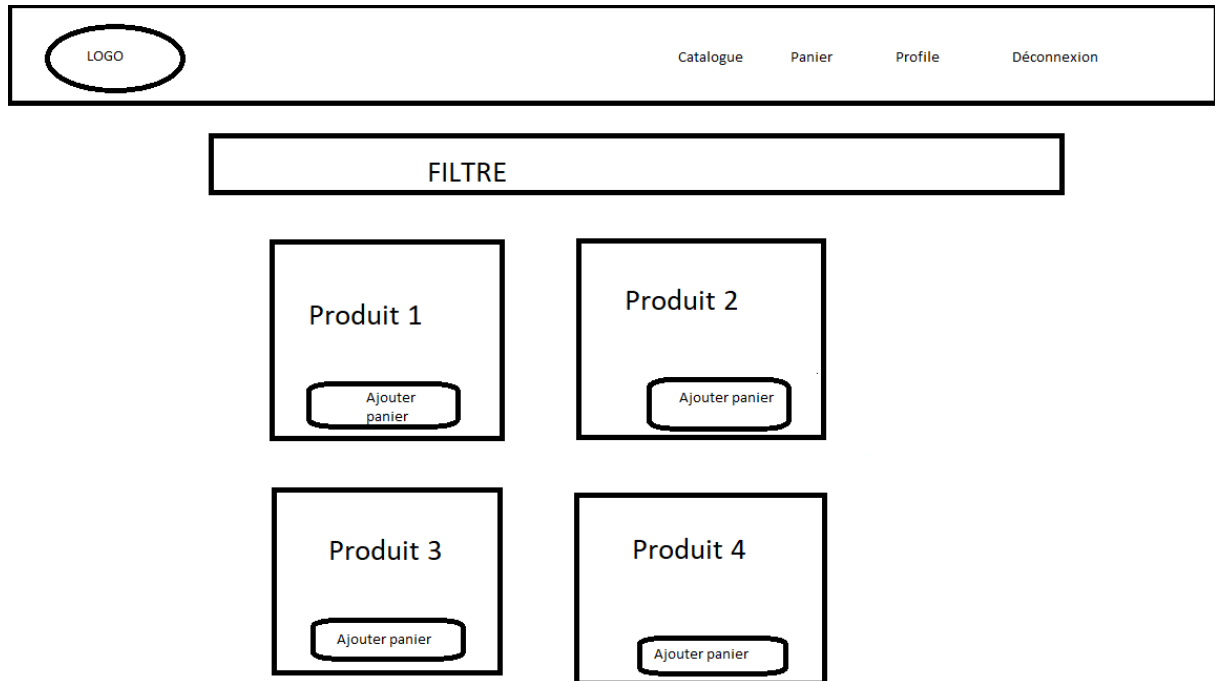 LOGO
Catalogue
Panier
Profile
Déconnexion
FILTRE
Produit 1
Ajouter
panier
Produit 2
Ajouter panier
Produit 3
Ajouter panier
Produit 4
Ajouter panier